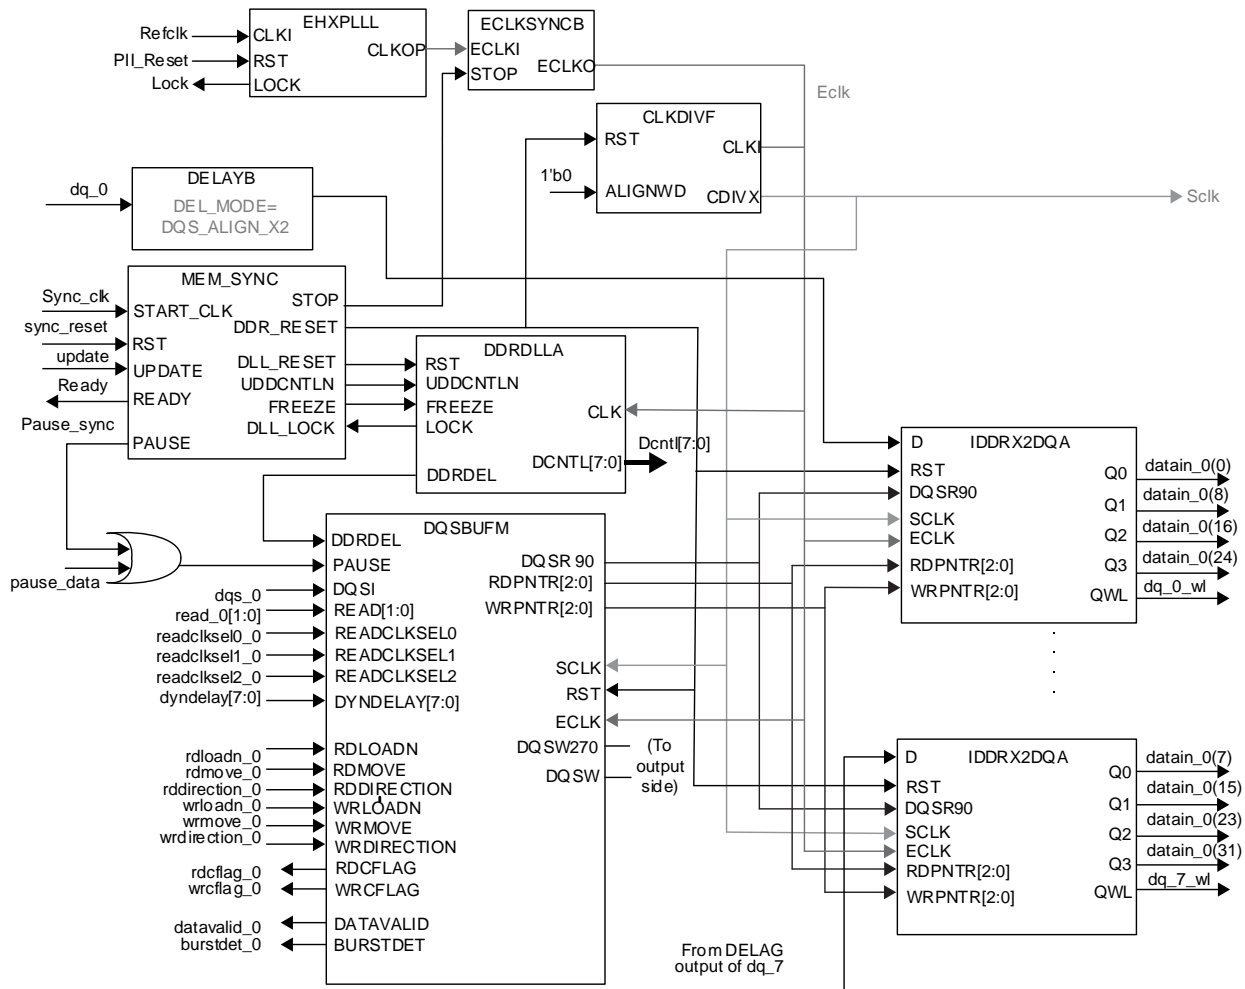 EHXPLLL
Refclk
CLKI
Pll_Reset
RST
Lock
LOCK
CLKOP
ECLKSYNCB
ECLKI
STOP
ECLKO
Eclk
CLKDIVF
RST
CLKI
1'b0
ALIGNWD
CDIVX
Sclk
dq_0
DELAYB
DEL_MODE=
DQS_ALIGN_X2
MEM_SYNC
Sync_clk
START_CLK
sync_reset
RST
update
UPDATE
Ready
READY
Pause_sync
PAUSE
STOP
DDR_RESET
DLL_RESET
UDDCNTLN
FREEZE
DLL_LOCK
DDRDLLA
RST
UDDCNTLN
FREEZE
LOCK
CLK
DCNTL[7:0]
Dcntl[7:0]
DDRDEL
pause_data
DQSBUFM
DDRDEL
PAUSE
dqs_0
DQSI
read_0[1:0]
READ[1:0]
readclksel0_0
READCLKSEL0
readclksel1_0
READCLKSEL1
readclksel2_0
READCLKSEL2
dyndelay[7:0]
DYNDELAY[7:0]
rdloadn_0
RDLOADN
rdmove_0
RDMOVE
rddirection_0
RDDIRECTION
wrloadn_0
WRLOADN
wrmove_0
WRMOVE
wrdirection_0
WRDIRECTION
rdcflag_0
RDCFLAG
wrcflag_0
WRCFLAG
datavalid_0
DATAVALID
burstdet_0
BURSTDET
DQSR 90
RDPNTR[2:0]
WRPNTR[2:0]
SCLK
RST
ECLK
DQSW270
DQSW
(To
output
side)
IDDRX2DQA
D
RST
DQSR90
SCLK
ECLK
RDPNTR[2:0]
WRPNTR[2:0]
Q0
datain_0(0)
Q1
datain_0(8)
Q2
datain_0(16)
Q3
datain_0(24)
QWL
dq_0_wl
IDDRX2DQA
D
RST
DQSR90
SCLK
ECLK
RDPNTR[2:0]
WRPNTR[2:0]
Q0
datain_0(7)
Q1
datain_0(15)
Q2
datain_0(23)
Q3
datain_0(31)
QWL
dq_7_wl
From DELAG
output of dq_7